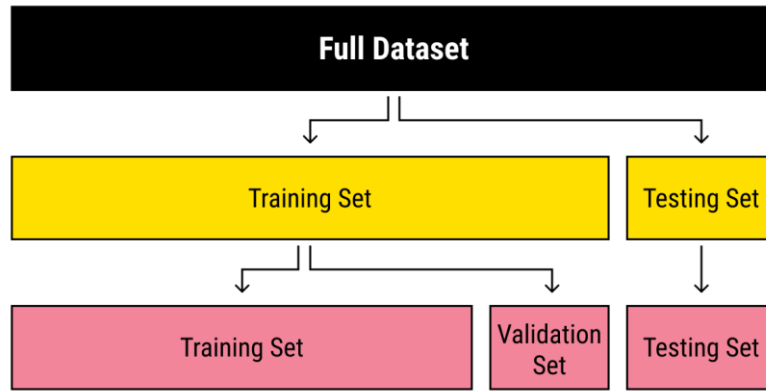 Full Dataset
Training Set
Testing Set
Training Set
Validation
Set
Testing Set